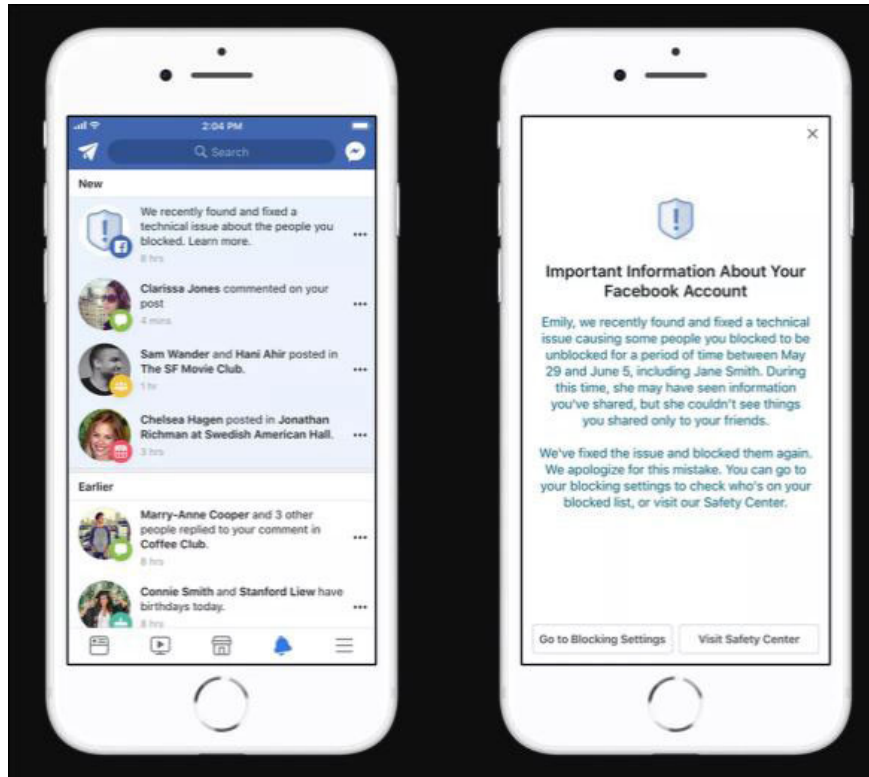 2:04 PM
Search
New
We recently found and fixed a
technical issue about the people you
blocked. Learn more.
8 hrs
Clarissa Jones commented on your
post
4 mins
Sam Wander and Hani Ahir posted in
The SF Movie Club.
1 hr
Chelsea Hagen posted in Jonathan
Richman at Swedish American Hall.
3 hrs
Earlier
Marry-Anne Cooper and 3 other
people replied to your comment in
Coffee Club.
8 hrs
Connie Smith and Stanford Liew have
birthdays today.
8 hrs
Important Information About Your
Facebook Account
Emily, we recently found and fixed a technical
issue causing some people you blocked to be
unblocked for a period of time between May
29 and June 5, including Jane Smith. During
this time, she may have seen information
you've shared, but she couldn't see things
you shared only to your friends.
We've fixed the issue and blocked them again.
We apologize for this mistake. You can go to
your blocking settings to check who's on your
blocked list, or visit our Safety Center.
Go to Blocking Settings
Visit Safety Center